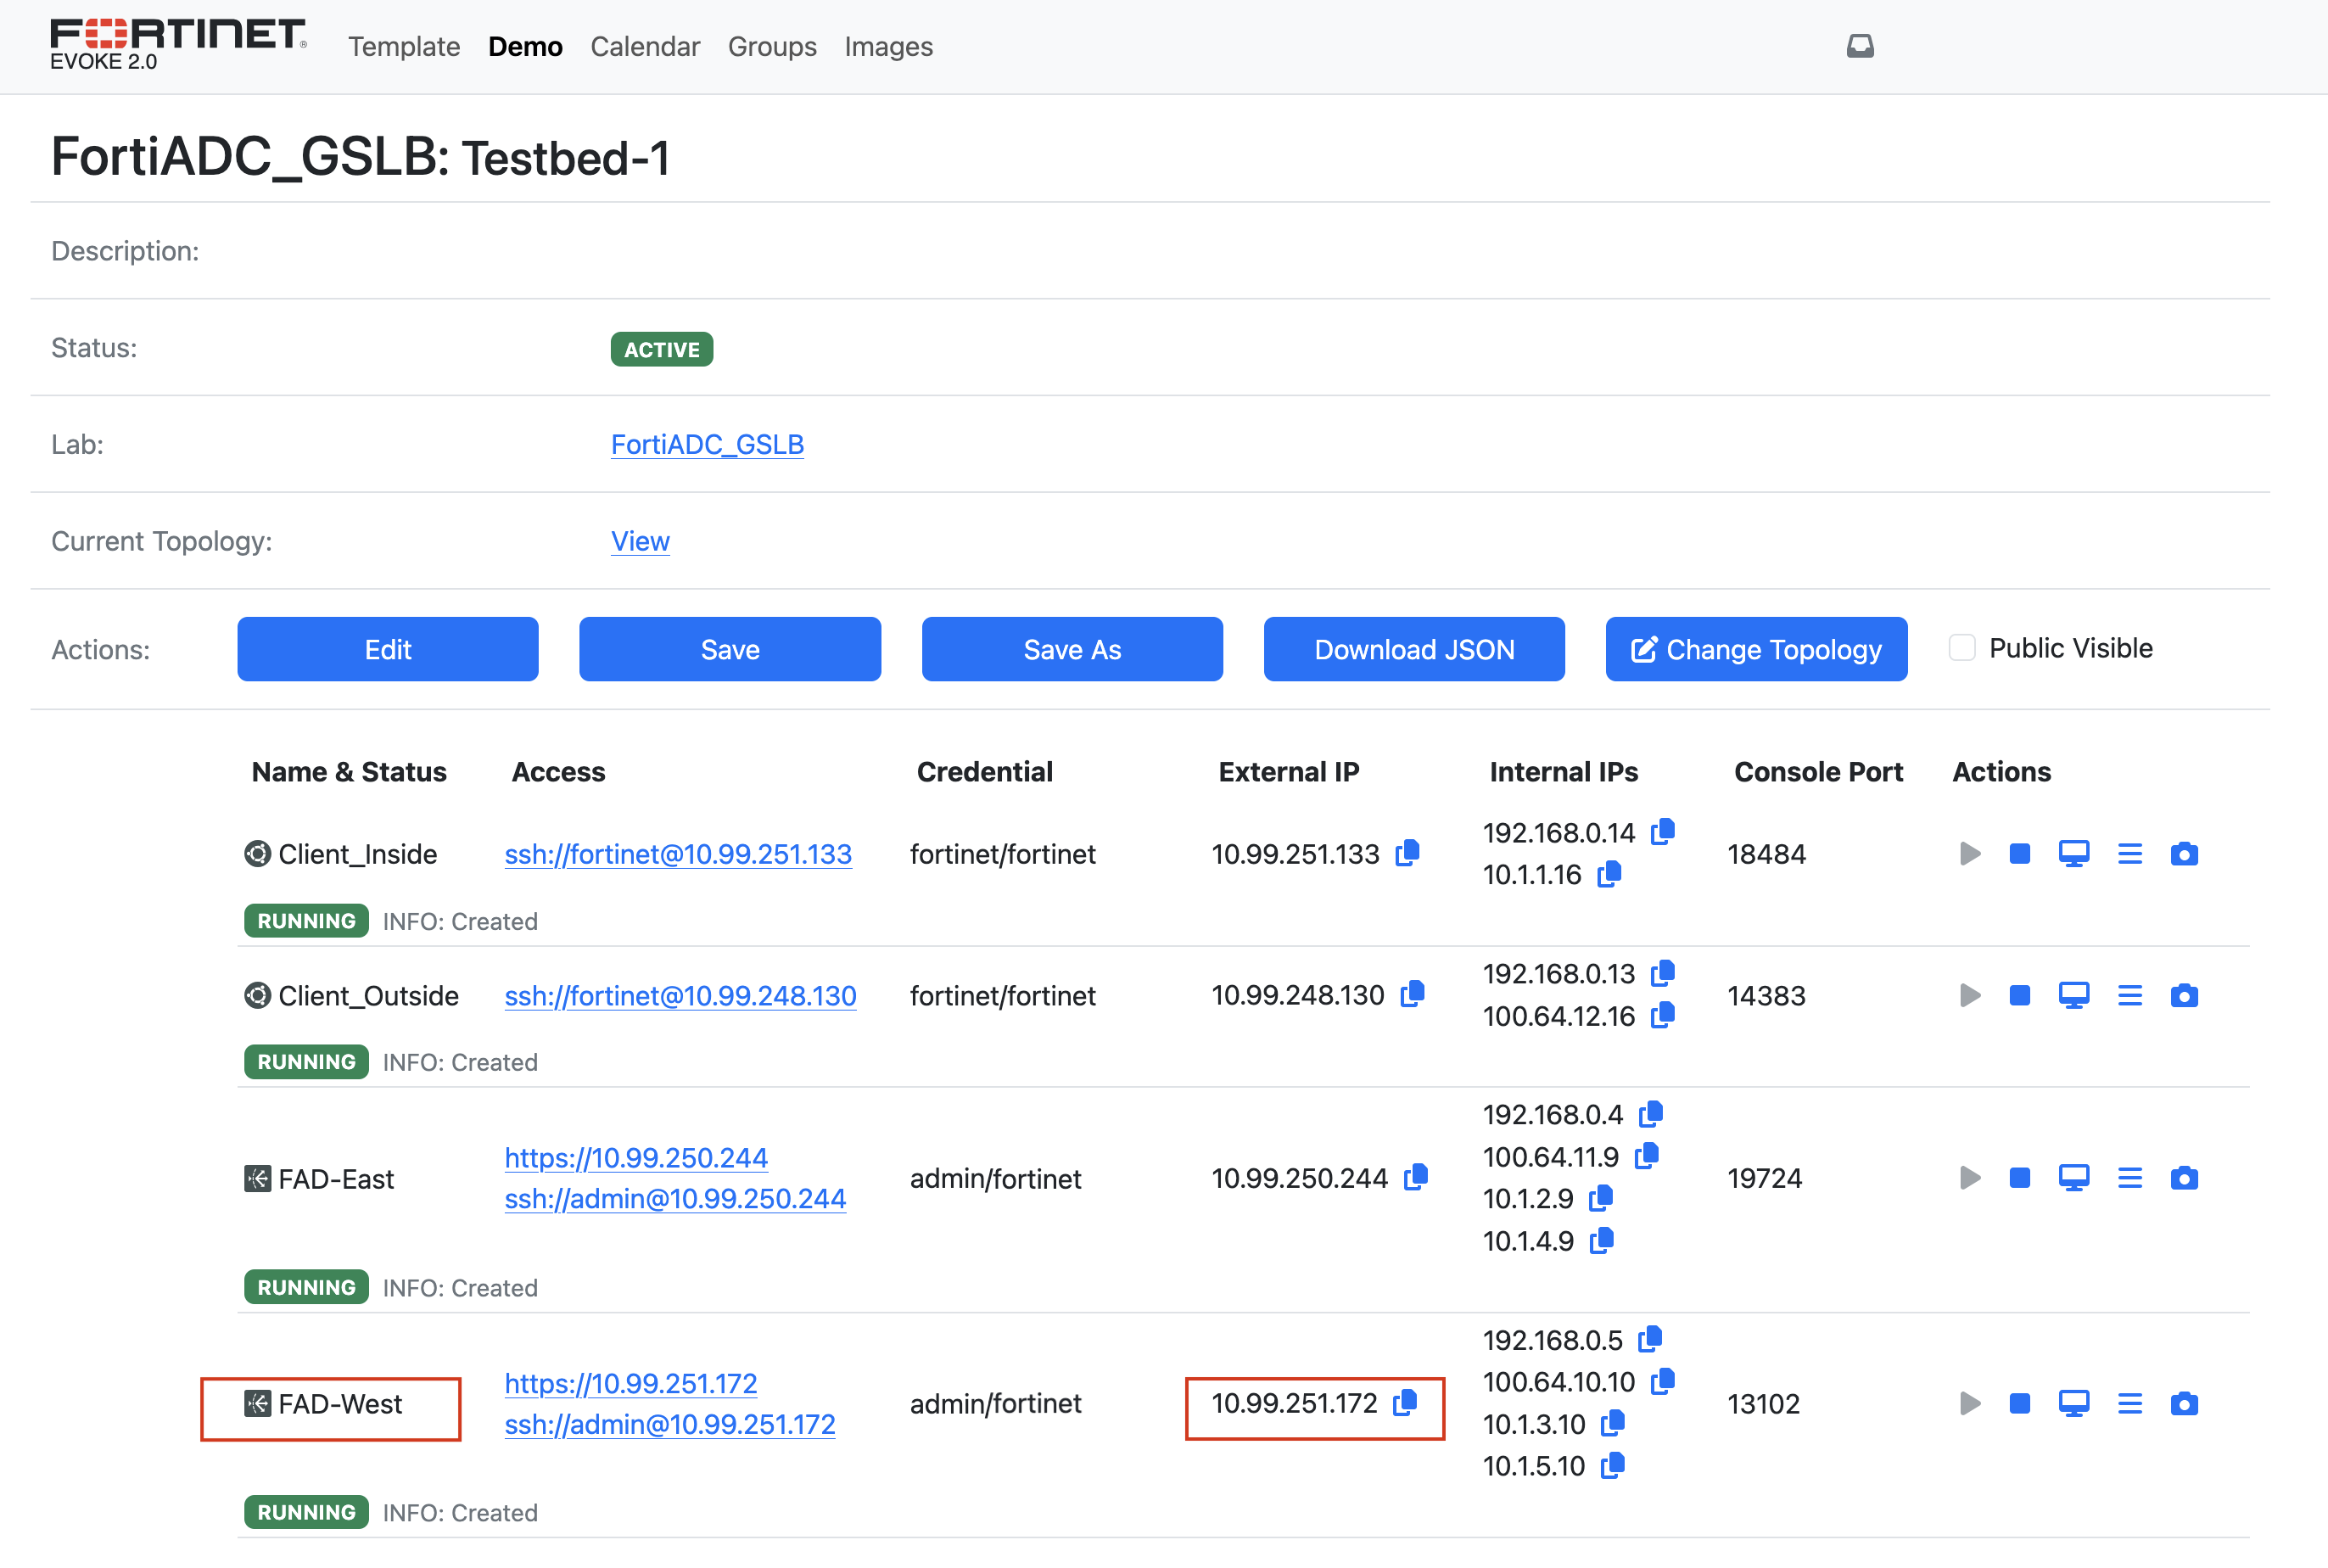 FORTINET®
EVOKE 2.0
Template Demo Calendar Groups Images
FortiADC_GSLB: Testbed-1
Description:
Status: ACTIVE
Lab: FortiADC_GSLB
Current Topology: View
Actions: Edit Save Save As Download JSON Change Topology Public Visible
Name & Status Access Credential External IP Internal IPs Console Port Actions
Client_Inside ssh://fortinet@10.99.251.133 fortinet/fortinet 10.99.251.133 192.168.0.14 18484
10.1.1.16
RUNNING INFO: Created
Client_Outside ssh://fortinet@10.99.248.130 fortinet/fortinet 10.99.248.130 192.168.0.13 14383
100.64.12.16
RUNNING INFO: Created
192.168.0.4
https://10.99.250.244 100.64.11.9
FAD-East admin/fortinet 10.99.250.244 19724
ssh://admin@10.99.250.244 10.1.2.9
10.1.4.9
RUNNING INFO: Created
192.168.0.5
https://10.99.251.172 100.64.10.10
FAD-West admin/fortinet 10.99.251.172 13102
ssh://admin@10.99.251.172 10.1.3.10
10.1.5.10
RUNNING INFO: Created